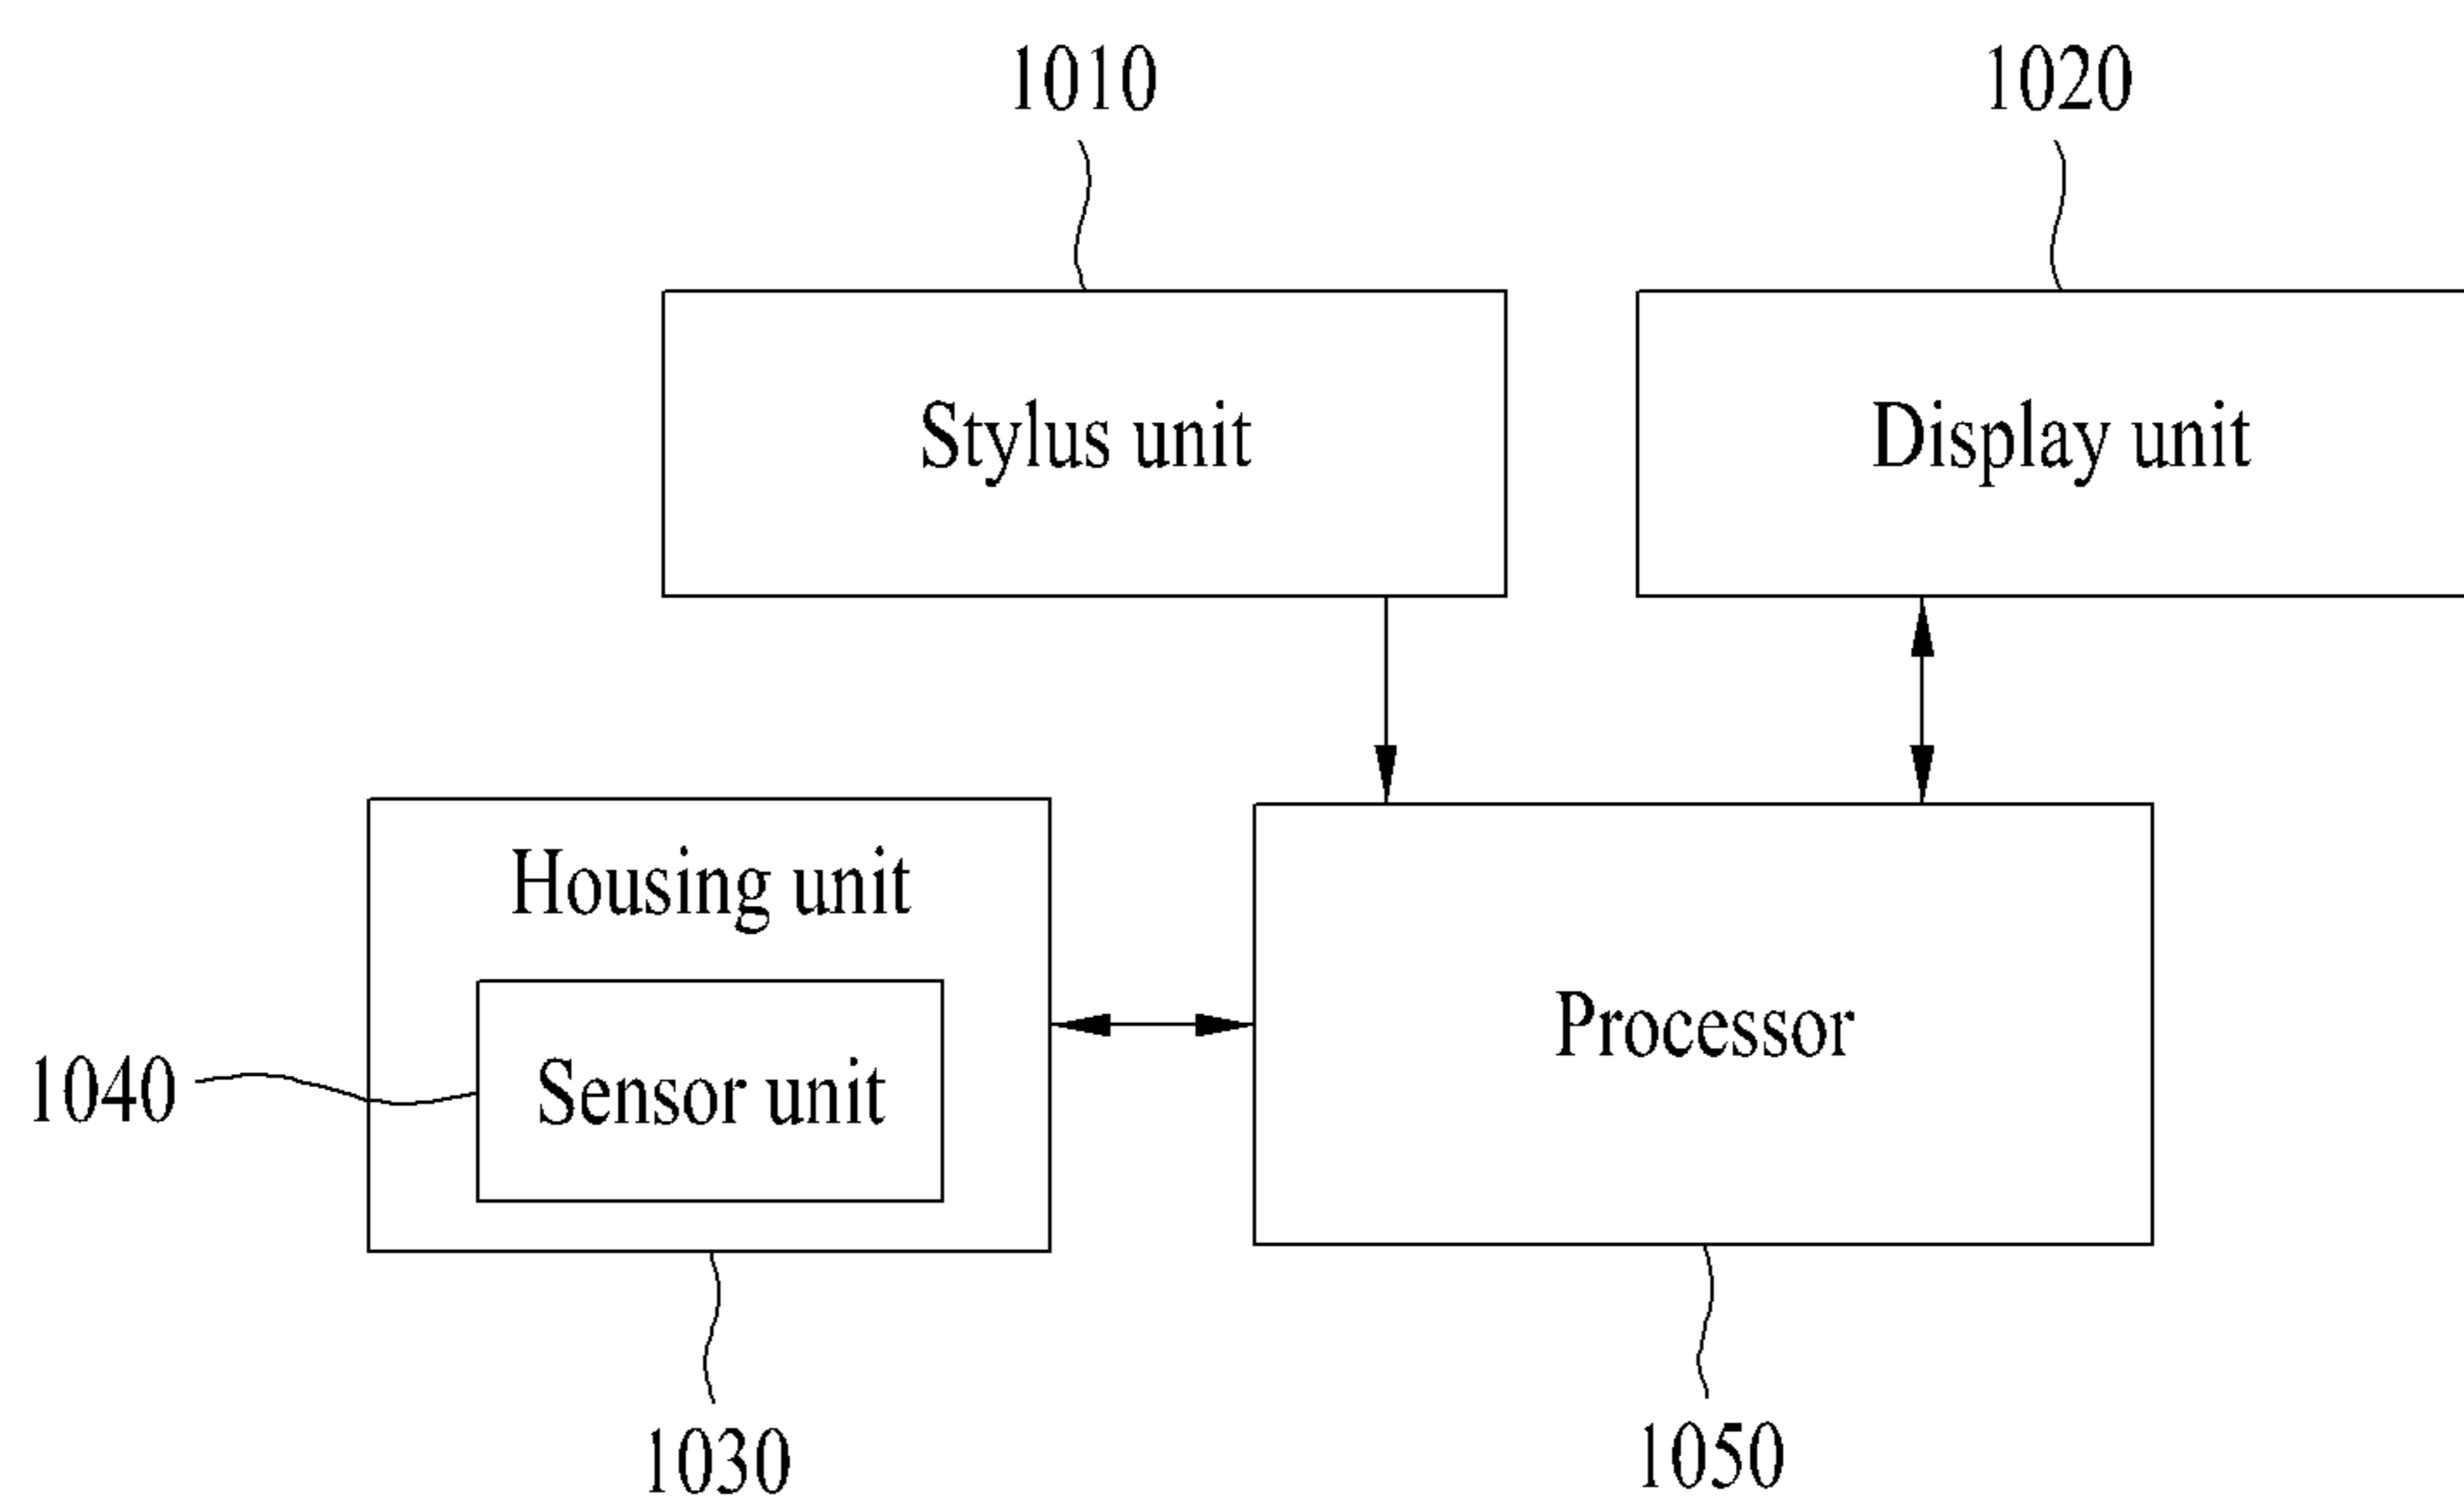 1010
1020
Stylus unit
Display unit
Housing unit
Processor
1040
Sensor unit
1030
1050